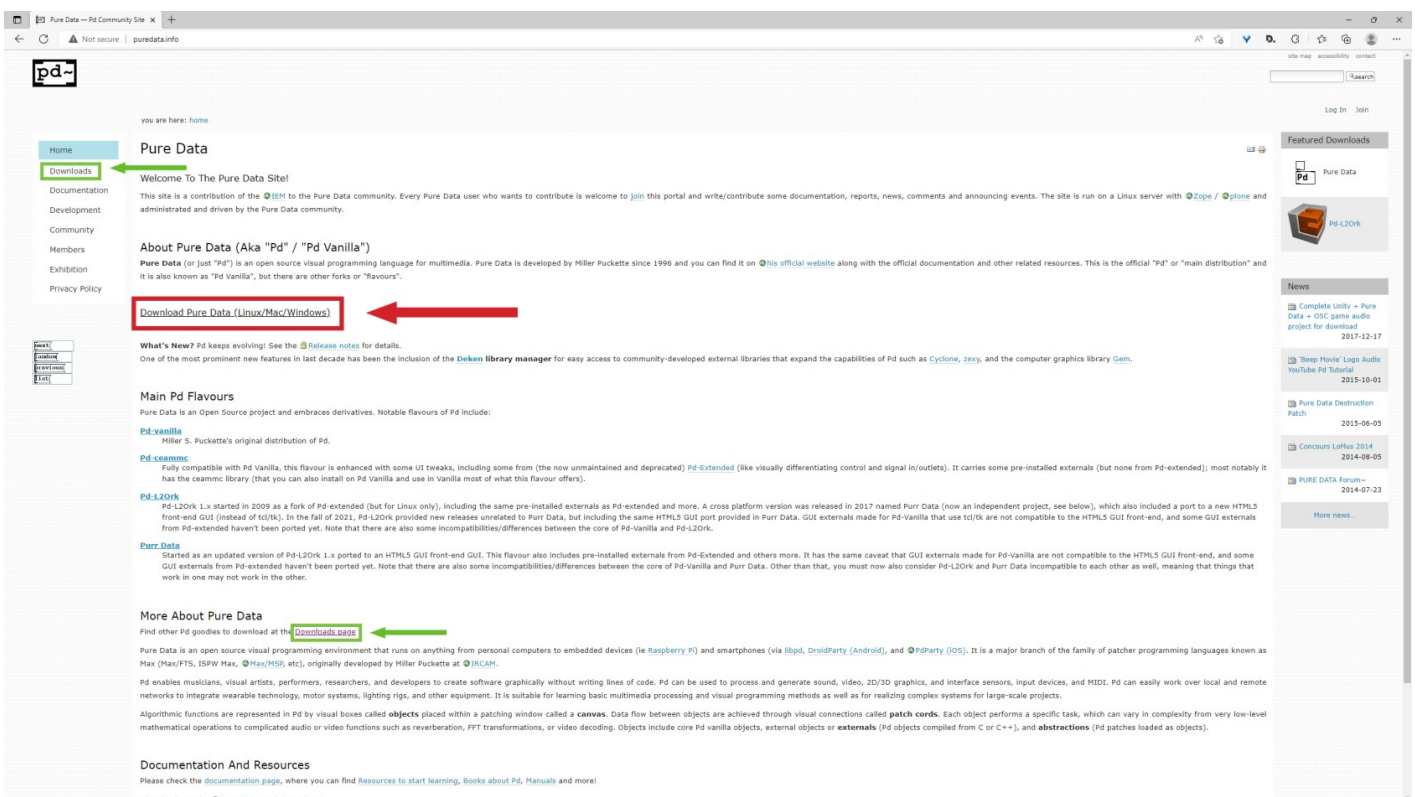 Pure Data — Pd Community Site
Not secure | puredata.info
site map accessibility contact
pd~
search
Log In Join
you are here: home
Home
Downloads
Documentation
Development
Community
Members
Exhibition
Privacy Policy
next
random
previous
list
Pure Data
Welcome To The Pure Data Site!
This site is a contribution of the IEM to the Pure Data community. Every Pure Data user who wants to contribute is welcome to join this portal and write/contribute some documentation, reports, news, comments and announcing events. The site is run on a Linux server with Zope / plone and
administrated and driven by the Pure Data community.
About Pure Data (Aka "Pd" / "Pd Vanilla")
Pure Data (or just "Pd") is an open source visual programming language for multimedia. Pure Data is developed by Miller Puckette since 1996 and you can find it on his official website along with the official documentation and other related resources. This is the official "Pd" or "main distribution" and
it is also known as "Pd Vanilla", but there are other forks or "flavours".
Download Pure Data (Linux/Mac/Windows)
What's New? Pd keeps evolving! See the Release notes for details.
One of the most prominent new features in last decade has been the inclusion of the Deken library manager for easy access to community-developed external libraries that expand the capabilities of Pd such as Cyclone, zexy, and the computer graphics library Gem.
Main Pd Flavours
Pure Data is an Open Source project and embraces derivatives. Notable flavours of Pd include:
Pd-vanilla
Miller S. Puckette's original distribution of Pd.
Pd-ceammc
Fully compatible with Pd Vanilla, this flavour is enhanced with some UI tweaks, including some from (the now unmaintained and deprecated) Pd-Extended (like visually differentiating control and signal in/outlets). It carries some pre-installed externals (but none from Pd-extended); most notably it
has the ceammc library (that you can also install on Pd Vanilla and use in Vanilla most of what this flavour offers).
Pd-L2Ork
Pd-L2Ork 1.x started in 2009 as a fork of Pd-extended (but for Linux only), including the same pre-installed externals as Pd-extended and more. A cross platform version was released in 2017 named Purr Data (now an independent project, see below), which also included a port to a new HTML5
front-end GUI (instead of tcl/tk). In the fall of 2021, Pd-L2Ork provided new releases unrelated to Purr Data, but including the same HTML5 GUI port provided in Purr Data. GUI externals made for Pd-Vanilla that use tcl/tk are not compatible to the HTML5 GUI front-end, and some GUI externals
from Pd-extended haven't been ported yet. Note that there are also some incompatibilities/differences between the core of Pd-Vanilla and Pd-L2Ork.
Purr Data
Started as an updated version of Pd-L2Ork 1.x ported to an HTML5 GUI front-end GUI. This flavour also includes pre-installed externals from Pd-Extended and others more. It has the same caveat that GUI externals made for Pd-Vanilla are not compatible to the HTML5 GUI front-end, and some
GUI externals from Pd-extended haven't been ported yet. Note that there are also some incompatibilities/differences between the core of Pd-Vanilla and Purr Data. Other than that, you must now also consider Pd-L2Ork and Purr Data incompatible to each other as well, meaning that things that
work in one may not work in the other.
More About Pure Data
Find other Pd goodies to download at the Downloads page
Pure Data is an open source visual programming environment that runs on anything from personal computers to embedded devices (ie Raspberry Pi) and smartphones (via libpd, DroidParty (Android), and PdParty (iOS). It is a major branch of the family of patcher programming languages known as
Max (Max/FTS, ISPW Max, Max/MSP, etc), originally developed by Miller Puckette at IRCAM.
Pd enables musicians, visual artists, performers, researchers, and developers to create software graphically without writing lines of code. Pd can be used to process and generate sound, video, 2D/3D graphics, and interface sensors, input devices, and MIDI. Pd can easily work over local and remote
networks to integrate wearable technology, motor systems, lighting rigs, and other equipment. It is suitable for learning basic multimedia processing and visual programming methods as well as for realizing complex systems for large-scale projects.
Algorithmic functions are represented in Pd by visual boxes called objects placed within a patching window called a canvas. Data flow between objects are achieved through visual connections called patch cords. Each object performs a specific task, which can vary in complexity from very low-level
mathematical operations to complicated audio or video functions such as reverberation, FFT transformations, or video decoding. Objects include core Pd vanilla objects, external objects or externals (Pd objects compiled from C or C++), and abstractions (Pd patches loaded as objects).
Documentation And Resources
Please check the documentation page, where you can find Resources to start learning, Books about Pd, Manuals and more!
Featured Downloads
Pd
Pure Data
Pd-L2Ork
News
Complete Unity + Pure
Data + OSC game audio
project for download
2017-12-17
'Beep Movie' Logo Audio
YouTube Pd Tutorial
2015-10-01
Pure Data Destruction
Patch
2015-06-05
Concours LoMus 2014
2014-08-05
PURE DATA Forum~
2014-07-23
More news...